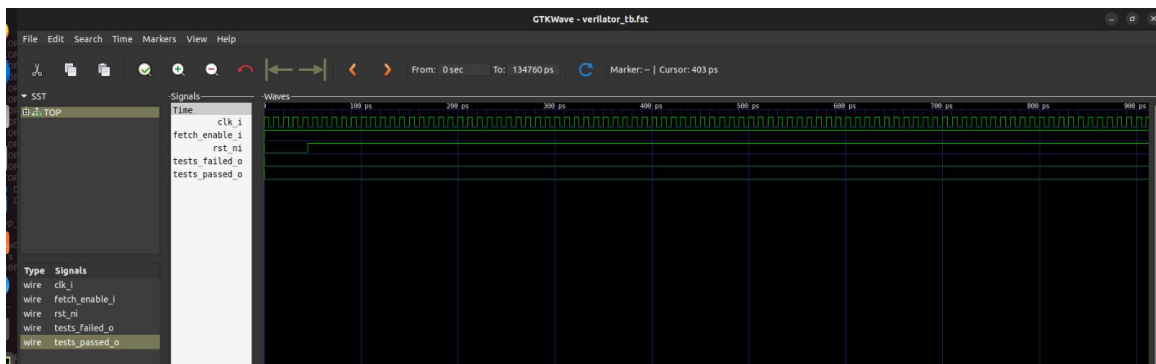 GTKWave - verilator_tb.fst
File Edit Search Time Markers View Help
From: 0 sec To: 134760 ps Marker: -- | Cursor: 403 ps
SST
TOP
Signals
Time
clk_i
fetch_enable_i
rst_ni
tests_failed_o
tests_passed_o
Waves
100 ps 200 ps 300 ps 400 ps 500 ps 600 ps 700 ps 800 ps 900 ps
Type Signals
wire clk_i
wire fetch_enable_i
wire rst_ni
wire tests_failed_o
wire tests_passed_o